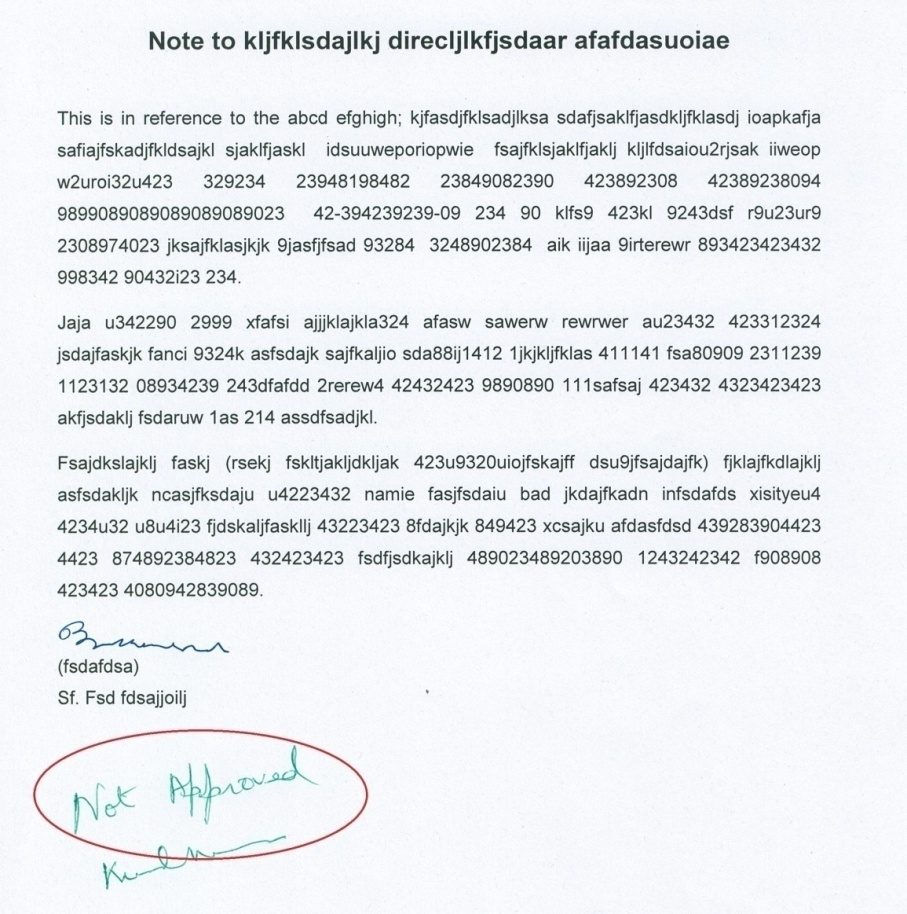 Note to kljfklsdajlkj direcljlkfjsdaar afafdasuoiae
This is in reference to the abcd efghigh; kjfasdjfklsadjlksa sdafjsaklfjasdkljfklasdj ioapkafja
safiajfskadjfkldsajkl sjaklfjaskl idsuuweporiopwie fsajfklsjaklfjaklj kljlfdsaiou2rjsak iiweop
w2uroi32u423 329234 23948198482 23849082390 423892308 42389238094
9899089089089089089023 42-394239239-09 234 90 klfs9 423kl 9243dsf r9u23ur9
2308974023 jksajfklasjkjk 9jasfjfsad 93284 3248902384 aik iijaa 9irterewr 893423423432
998342 90432i23 234.
Jaja u342290 2999 xfafsi ajjjklajkla324 afasw sawerw rewrwer au23432 423312324
jsdajfaskjk fanci 9324k asfsdajk sajfkaljio sda88ij1412 1jkjkljfklas 411141 fsa80909 2311239
1123132 08934239 243dfafdd 2rerew4 42432423 9890890 111safsaj 423432 4323423423
akfjsdaklj fsdaruw 1as 214 assdfsadjkl.
Fsajdkslajklj faskj (rsekj fskltjakljdkljak 423u9320uiojfskajff dsu9jfsajdajfk) fjklajfkdlajklj
asfsdakljk ncasjfksdaju u4223432 namie fasjfsdaiu bad jkdajfkadn infsdafds xisityeu4
4234u32 u8u4i23 fjdskaljfaskllj 43223423 8fdajkjk 849423 xcsajku afdasfdsd 439283904423
4423 874892384823 432423423 fsdfjsdkajklj 489023489203890 1243242342 f908908
423423 4080942839089.
(fsdafdsa)
Sf. Fsd fdsajjoilj
Not Approved